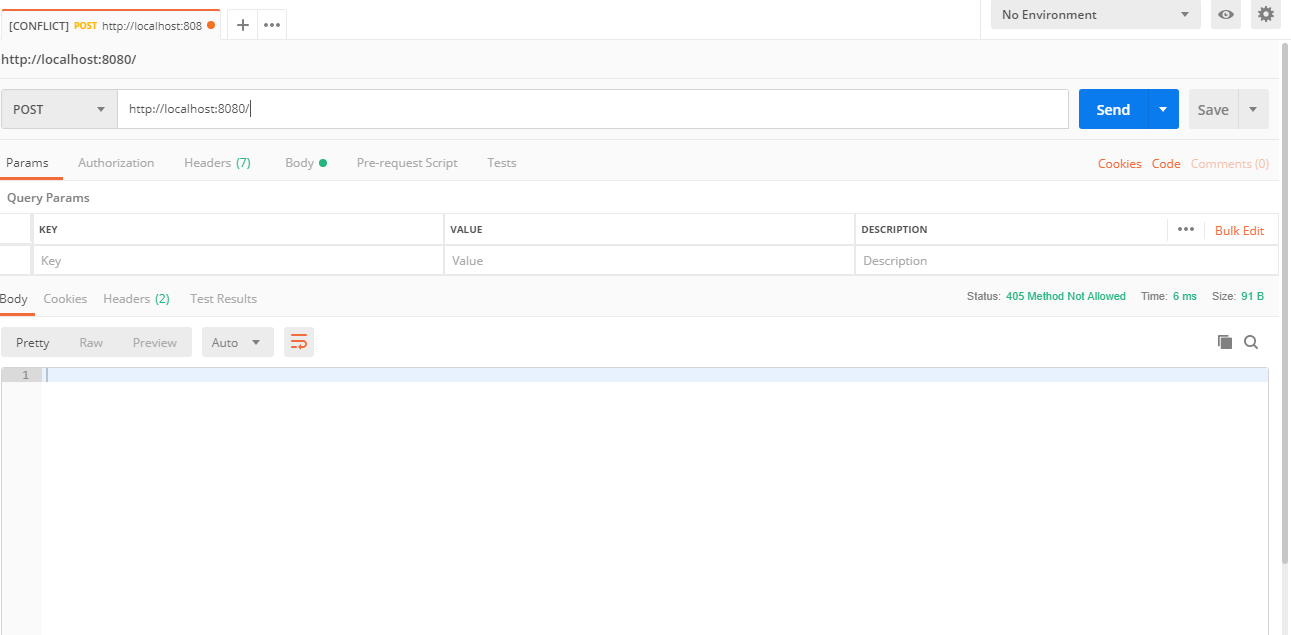 [CONFLICT] POST http://localhost:808
No Environment
http://localhost:8080/
POST http://localhost:8080/ Send Save
Params Authorization Headers (7) Body Pre-request Script Tests Cookies Code Comments (0)
Query Params
KEY VALUE DESCRIPTION Bulk Edit
Key Value Description
Body Cookies Headers (2) Test Results Status: 405 Method Not Allowed Time: 6 ms Size: 91 B
Pretty Raw Preview Auto
1